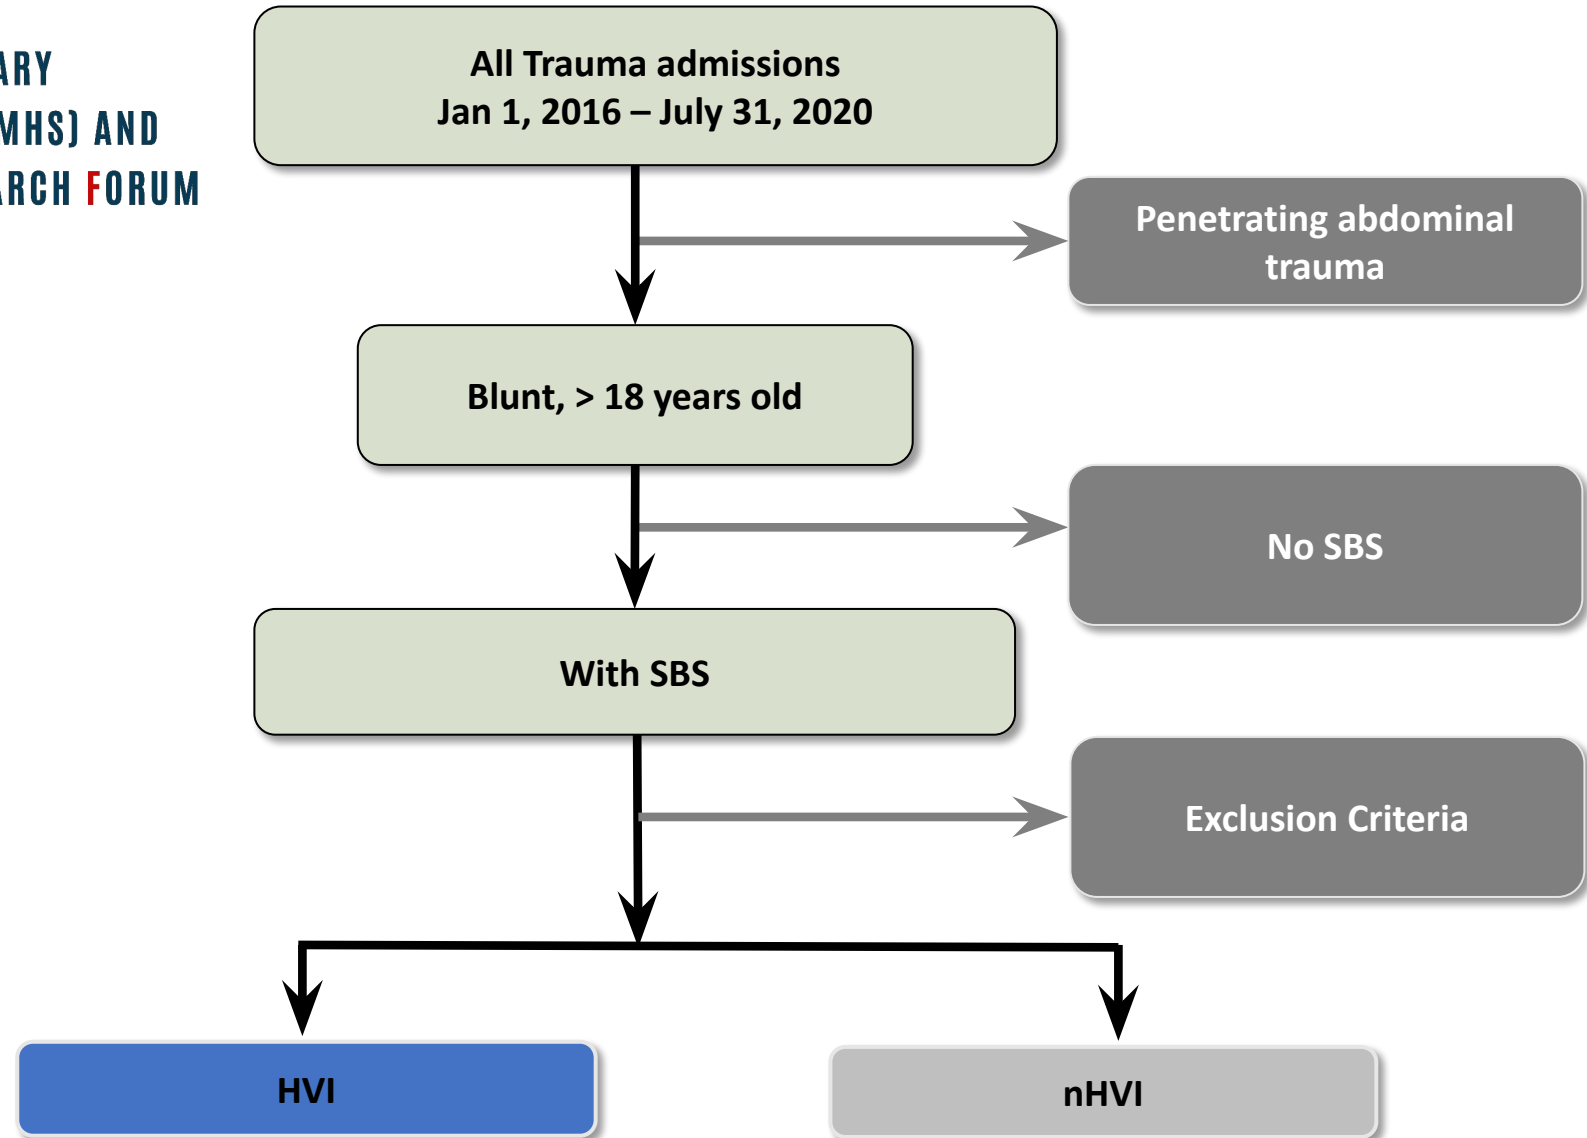 ARY
MHS) AND
ARCH FORUM
All Trauma admissions
Jan 1, 2016 – July 31, 2020
Penetrating abdominal
trauma
Blunt, > 18 years old
No SBS
With SBS
Exclusion Criteria
HVI
nHVI